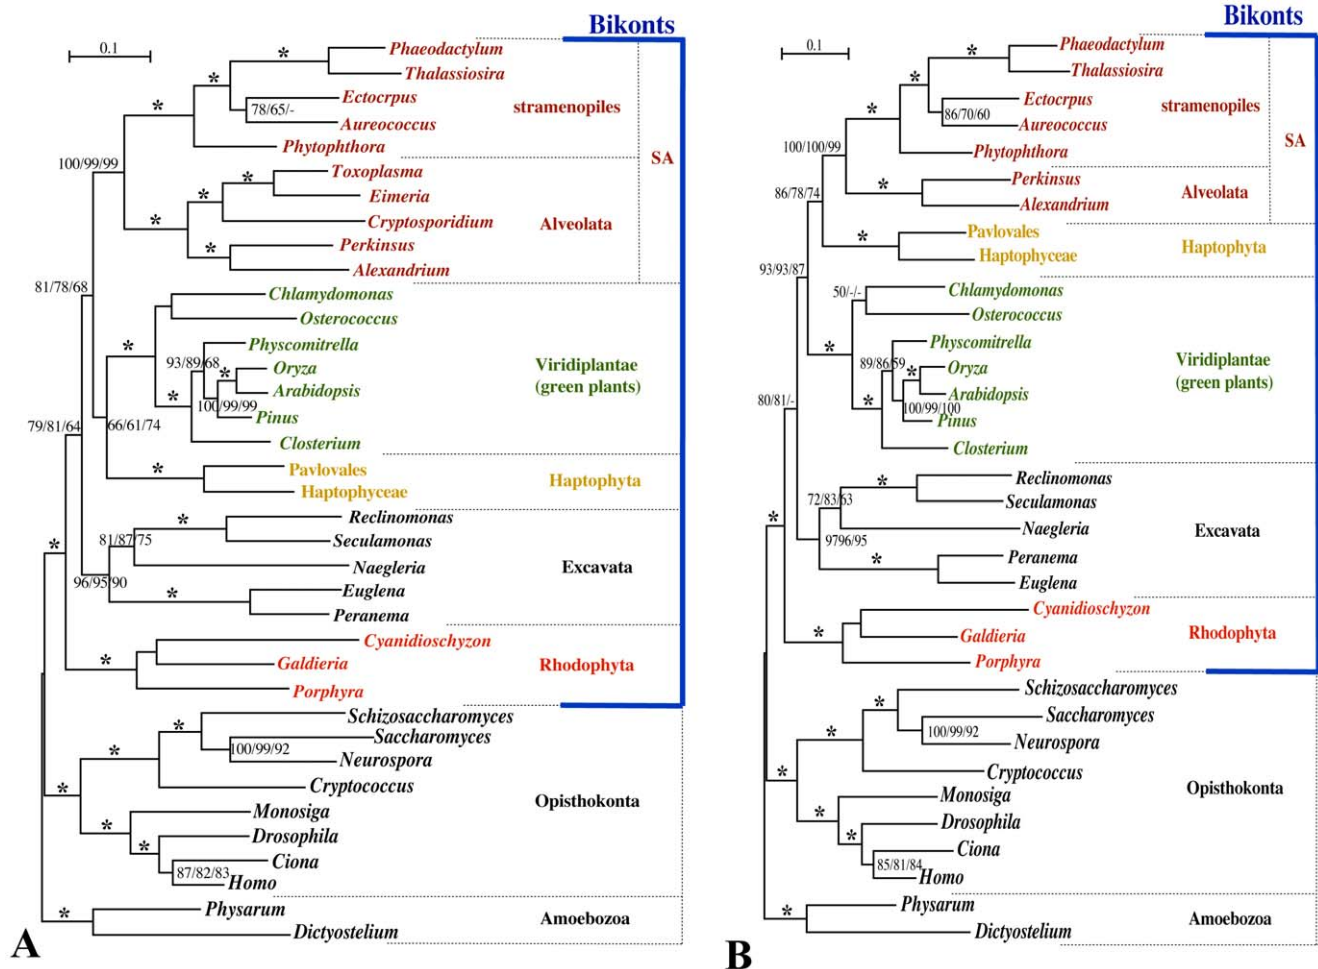 Bikonts
0.1
*
Phaeodactylum
*
Thalassiosira
*
Ectocrpus
78/65/-
stramenopiles
Aureococcus
Phytophthora
100/99/99
SA
Toxoplasma
*
Eimeria
*
Cryptosporidium
*
Alveolata
Perkinsus
*
Alexandrium
81/78/68
Chlamydomonas
Osterococcus
*
Physcomitrella
93/89/68
Oryza
*
Viridiplantae
(green plants)
Arabidopsis
*
100/99/99
Pinus
79/81/64
66/61/74
Closterium
*
Pavlovales
Haptophyta
Haptophyceae
Reclinomonas
*
Seculamonas
81/87/75
*
Naegleria
Excavata
96/95/90
Euglena
*
Peranema
Cyanidioschyzon
*
Galdieria
Rhodophyta
Porphyra
Schizosaccharomyces
*
Saccharomyces
*
100/99/92
Neurospora
Cryptococcus
*
Opisthokonta
Monosiga
*
Drosophila
*
Ciona
87/82/83
Homo
Physarum
*
Amoebozoa
Dictyostelium
A
Bikonts
0.1
*
Phaeodactylum
*
Thalassiosira
*
Ectocrpus
stramenopiles
86/70/60
Aureococcus
Phytophthora
100/100/99
SA
Perkinsus
*
Alveolata
86/78/74
Alexandrium
Pavlovales
*
Haptophyta
Haptophyceae
93/93/87
Chlamydomonas
50/-/-
Osterococcus
*
Physcomitrella
89/86/59
Oryza
*
Viridiplantae
(green plants)
Arabidopsis
80/81/-
*
100/99/100
Pinus
Closterium
Reclinomonas
*
Seculamonas
72/83/63
*
Naegleria
Excavata
9796/95
Peranema
*
Euglena
Cyanidioschyzon
*
Galdieria
Rhodophyta
Porphyra
Schizosaccharomyces
*
Saccharomyces
*
100/99/92
Neurospora
*
Cryptococcus
Opisthokonta
Monosiga
*
Drosophila
*
Ciona
85/81/84
Homo
Physarum
*
Amoebozoa
Dictyostelium
B